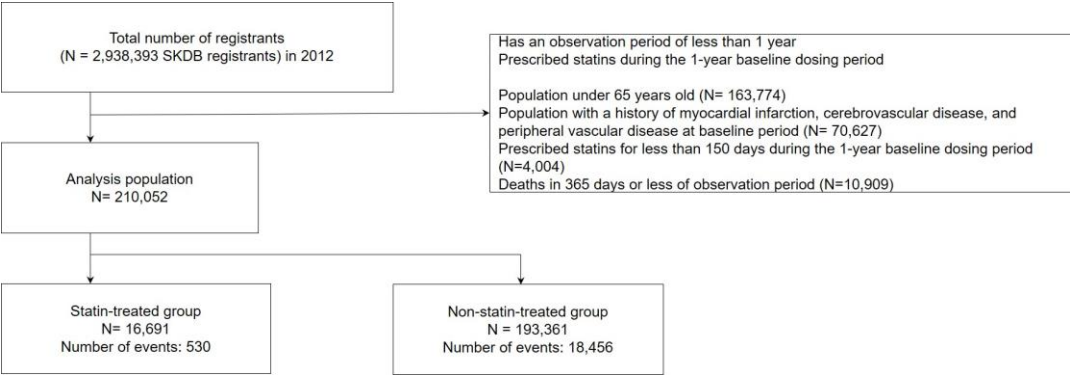 Total number of registrants
(N = 2,938,393 SKDB registrants) in 2012
Has an observation period of less than 1 year
Prescribed statins during the 1-year baseline dosing period
Population under 65 years old (N= 163,774)
Population with a history of myocardial infarction, cerebrovascular disease, and
peripheral vascular disease at baseline period (N= 70,627)
Prescribed statins for less than 150 days during the 1-year baseline dosing period
(N=4,004)
Deaths in 365 days or less of observation period (N=10,909)
Analysis population
N= 210,052
Statin-treated group
N= 16,691
Number of events: 530
Non-statin-treated group
N = 193,361
Number of events: 18,456